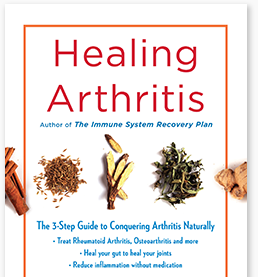 Healing
Arthritis
Author of The Immune System Recovery Plan
The 3-Step Guide to Conquering Arthritis Naturally
• Treat Rheumatoid Arthritis, Osteoarthritis and more
• Heal your gut to heal your joints
• Reduce inflammation without medication